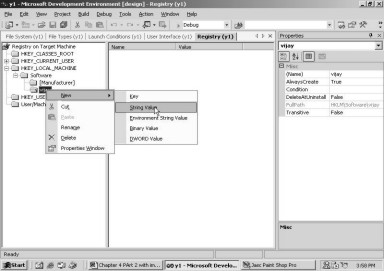 y1 - Microsoft Development Environment [design] - Registry (y1)
File Edit View Project Build Debug Tools Action Window Help
Debug
File System (y1) File Types (y1) Launch Conditions (y1) User Interface (y1) Registry (y1)
Registry on Target Machine
HKEY_CLASSES_ROOT
HKEY_CURRENT_USER
HKEY_LOCAL_MACHINE
Software
[Manufacturer]
HKEY_USE
User/Mach
Name Value
New
Cut
Paste
Rename
Delete
Properties Window
Key
String Value
Environment String Value
Binary Value
DWORD Value
Properties
vijay
Misc
(Name) vijay
AlwaysCreate True
Condition
DeleteAtUninstall False
FullPath HKLM\Software\vijay
Transitive False
Misc
Ready
Start
Chapter 4 PArt 2 with im...
y1 - Microsoft Develo...
Jasc Paint Shop Pro
3:58 PM